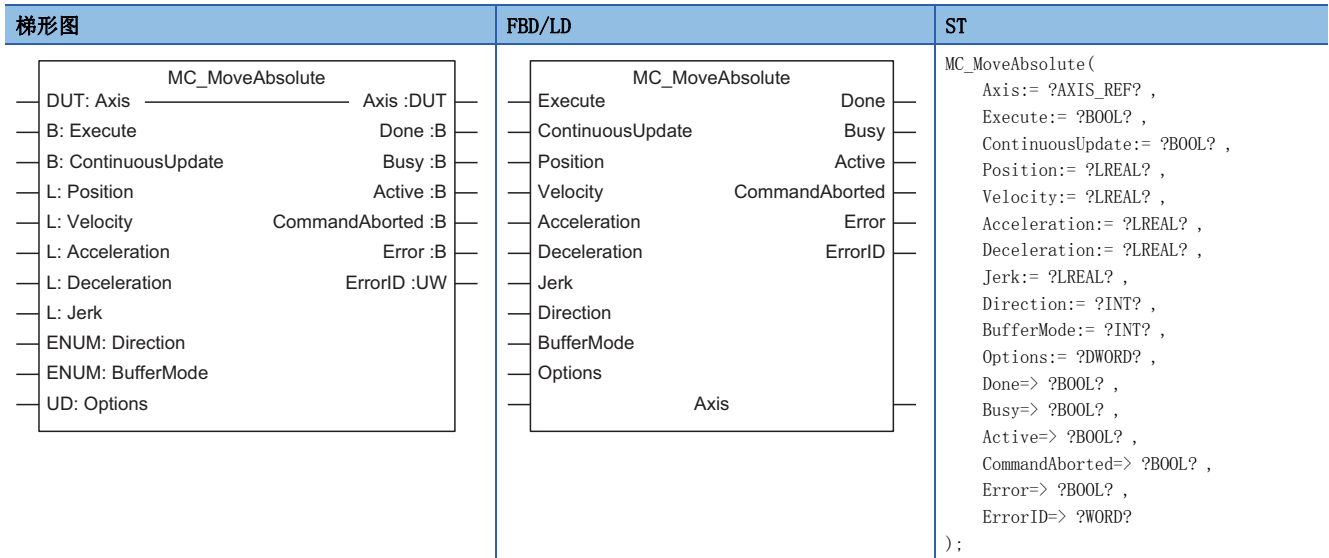 梯形图
FBD/LD
ST
MC_MoveAbsolute
DUT: Axis Axis :DUT
B: Execute Done :B
B: ContinuousUpdate Busy :B
L: Position Active :B
L: Velocity CommandAborted :B
L: Acceleration Error :B
L: Deceleration ErrorID :UW
L: Jerk
ENUM: Direction
ENUM: BufferMode
UD: Options
MC_MoveAbsolute
Execute Done
ContinuousUpdate Busy
Position Active
Velocity CommandAborted
Acceleration Error
Deceleration ErrorID
Jerk
Direction
BufferMode
Options
Axis
MC_MoveAbsolute(
Axis:= ?AXIS_REF? ,
Execute:= ?BOOL? ,
ContinuousUpdate:= ?BOOL? ,
Position:= ?LREAL? ,
Velocity:= ?LREAL? ,
Acceleration:= ?LREAL? ,
Deceleration:= ?LREAL? ,
Jerk:= ?LREAL? ,
Direction:= ?INT? ,
BufferMode:= ?INT? ,
Options:= ?DWORD? ,
Done=> ?BOOL? ,
Busy=> ?BOOL? ,
Active=> ?BOOL? ,
CommandAborted=> ?BOOL? ,
Error=> ?BOOL? ,
ErrorID=> ?WORD?
);